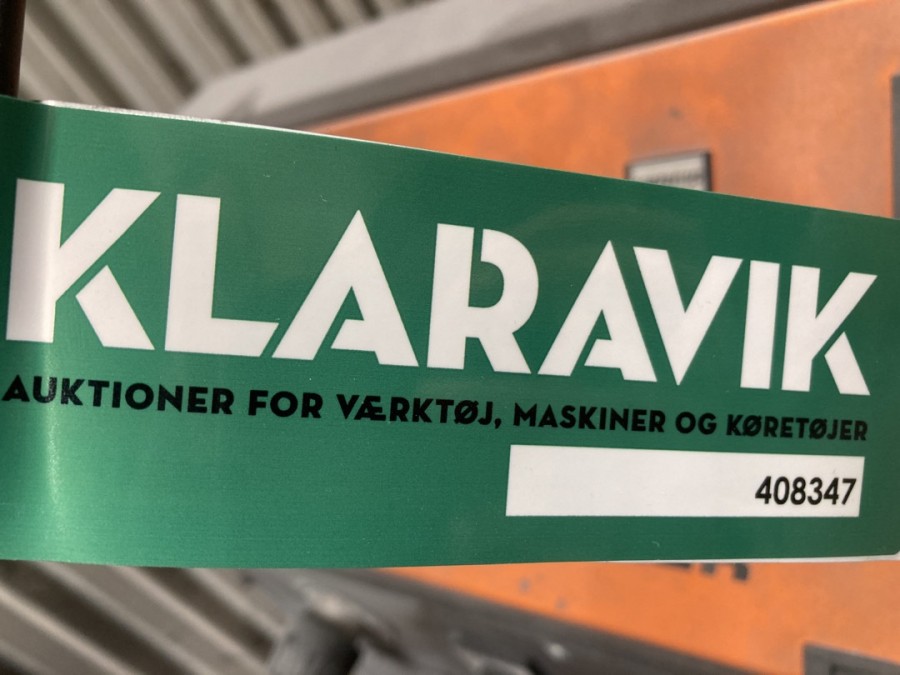 KLARAVIK
AUKTIONER FOR VÆRKTØJ, MASKINER OG KØRETØJER
408347